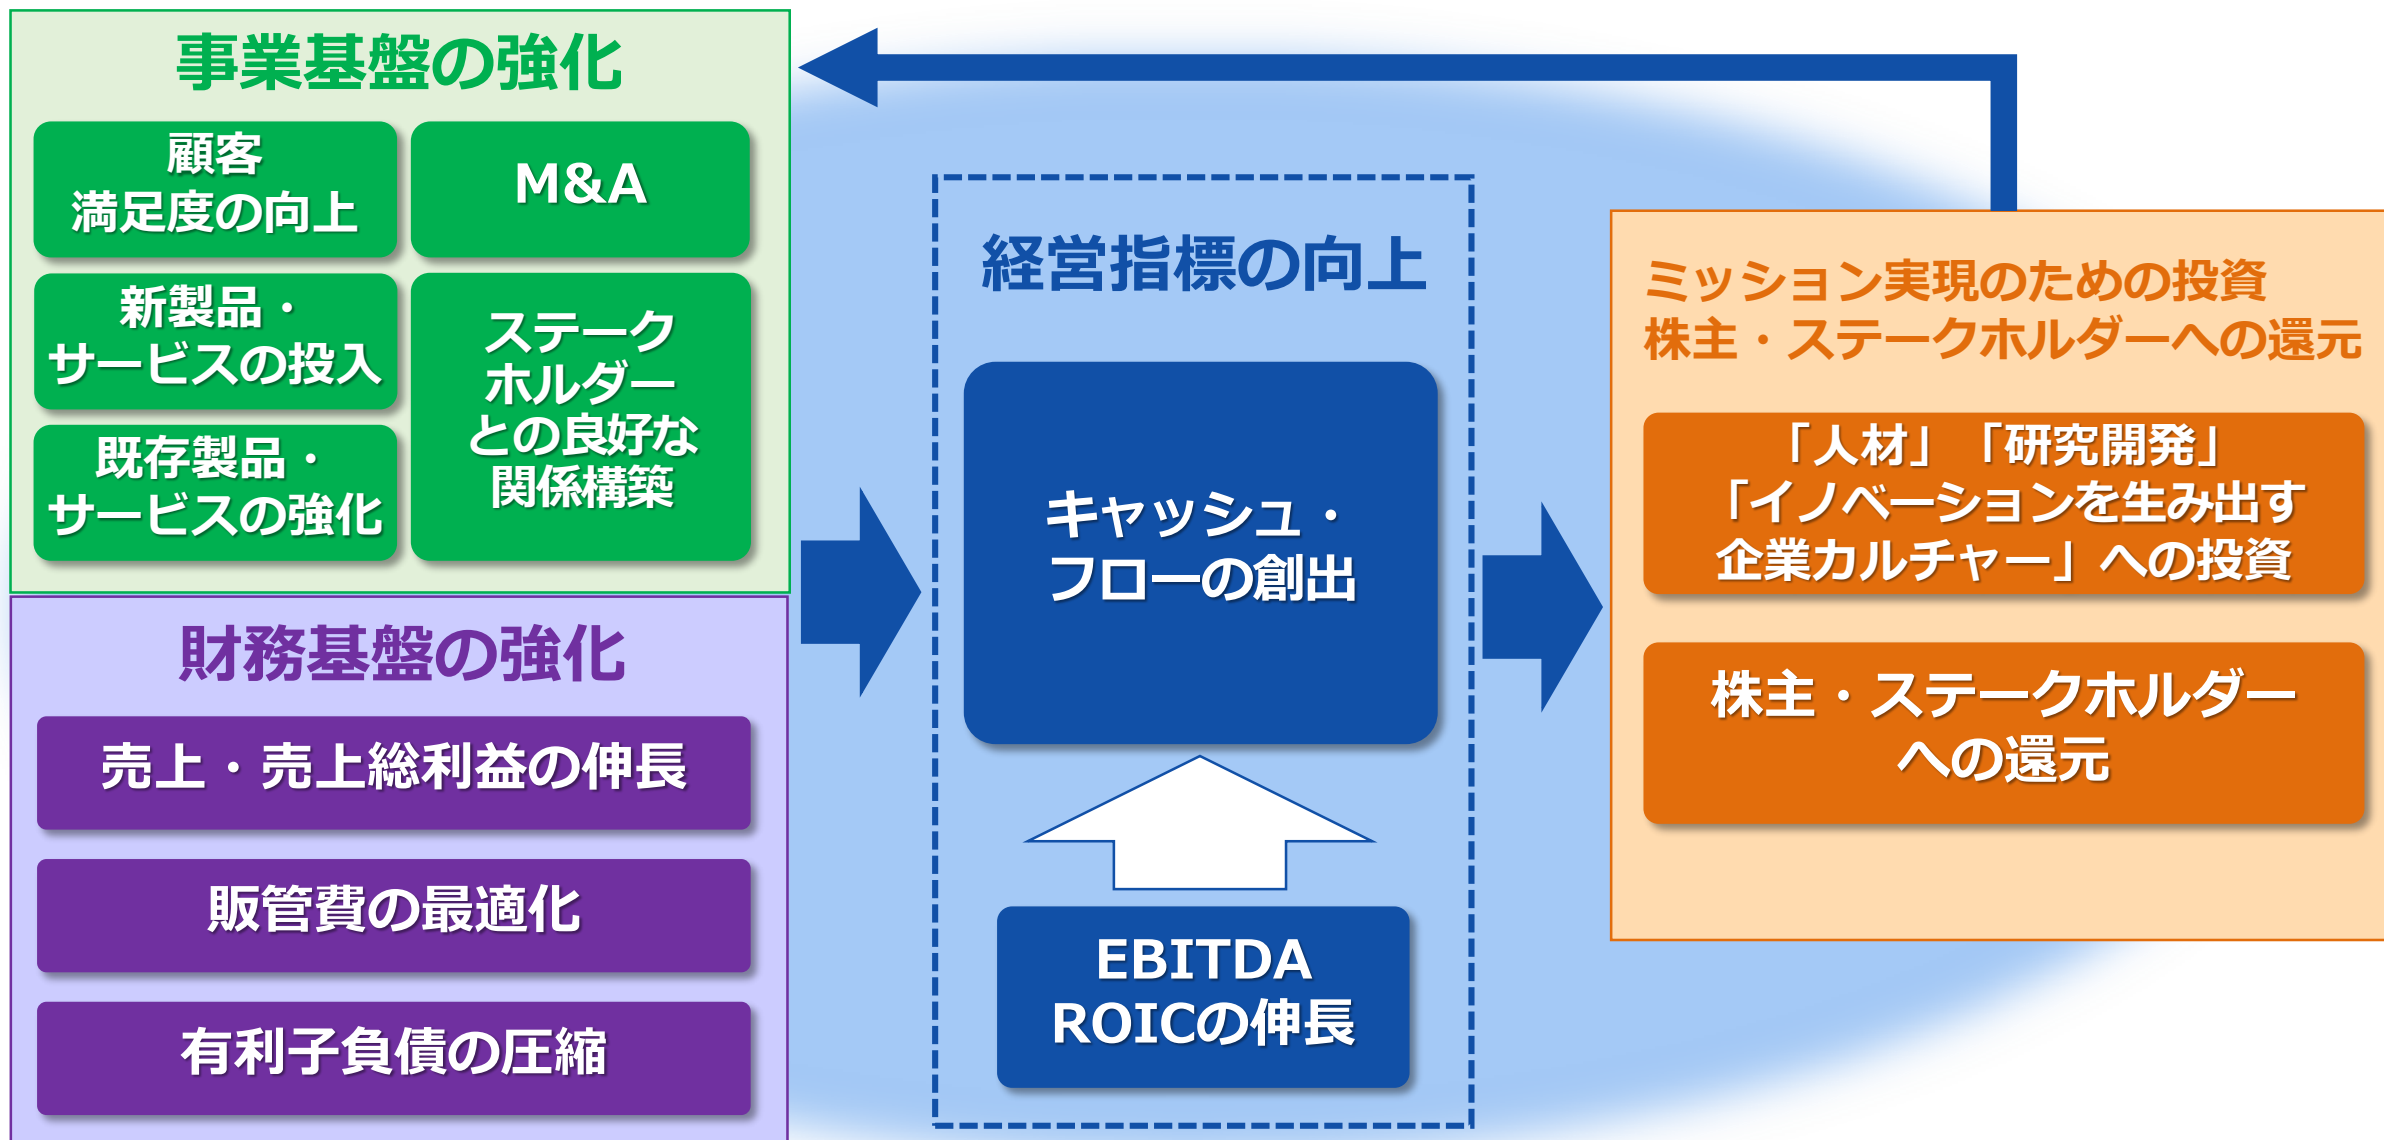 事業基盤の強化
顧客
満足度の向上
M&A
新製品・
サービスの投入
ステーク
ホルダー
との良好な
関係構築
既存製品・
サービスの強化
財務基盤の強化
売上・売上総利益の伸長
販管費の最適化
有利子負債の圧縮
経営指標の向上
キャッシュ・
フローの創出
EBITDA
ROICの伸長
ミッション実現のための投資
株主・ステークホルダーへの還元
「人材」「研究開発」
「イノベーションを生み出す
企業カルチャー」への投資
株主・ステークホルダー
への還元